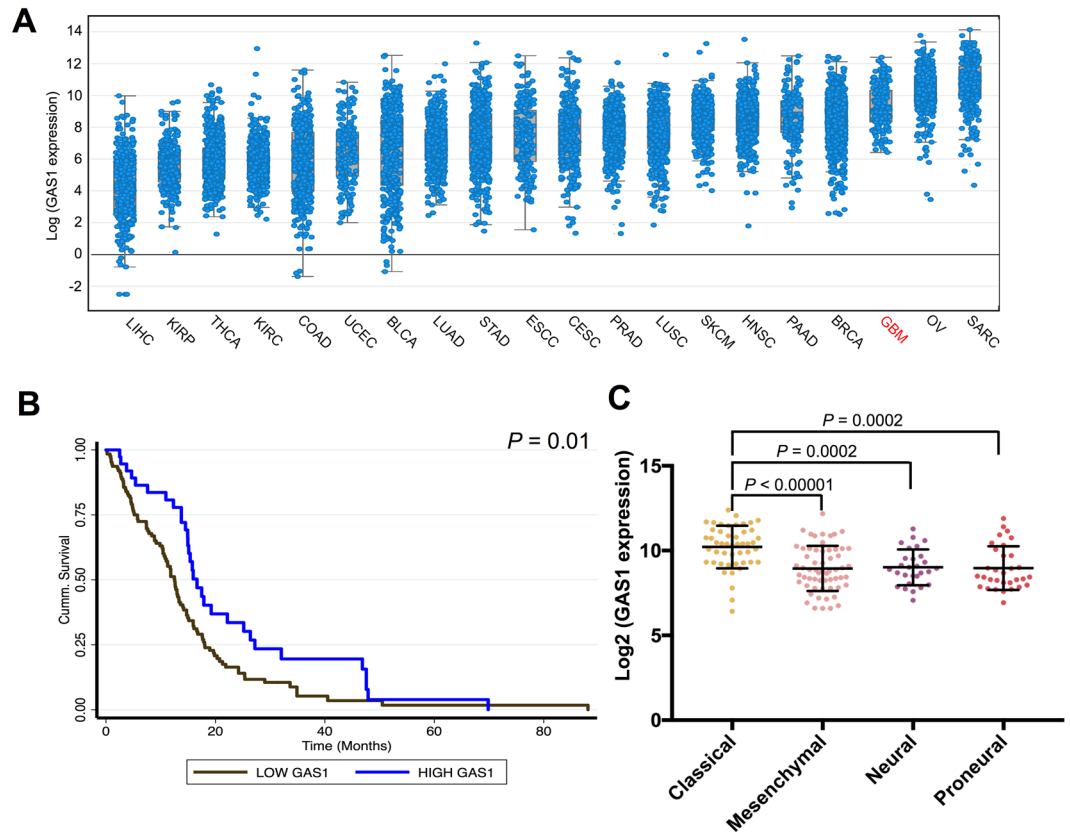 A
Log (GAS1 expression)
14
12
10
8
6
4
2
0
-2
LIHC
KIRP
THCA
KIRC
COAD
UCEC
BLCA
LUAD
STAD
ESCC
CESC
PRAD
LUSC
SKCM
HNSC
PAAD
BRCA
GBM
OV
SARC
B
P = 0.01
Cumm. Survival
1.00
0.75
0.50
0.25
0.00
0 20 40 60 80
Time (Months)
LOW GAS1 HIGH GAS1
C
P = 0.0002
P = 0.0002
P < 0.00001
Log2 (GAS1 expression)
15
10
5
0
Classical
Mesenchymal
Neural
Proneural